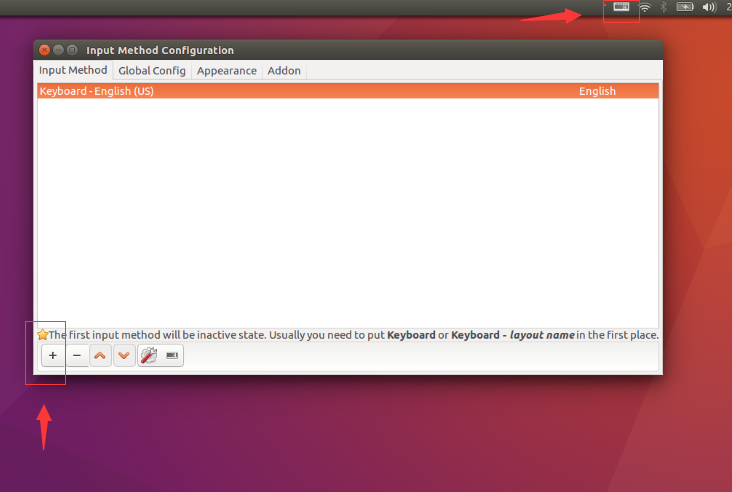 2
Input Method Configuration
Input Method Global Config Appearance Addon
Keyboard - English (US) English
The first input method will be inactive state. Usually you need to put Keyboard or Keyboard - layout name in the first place.